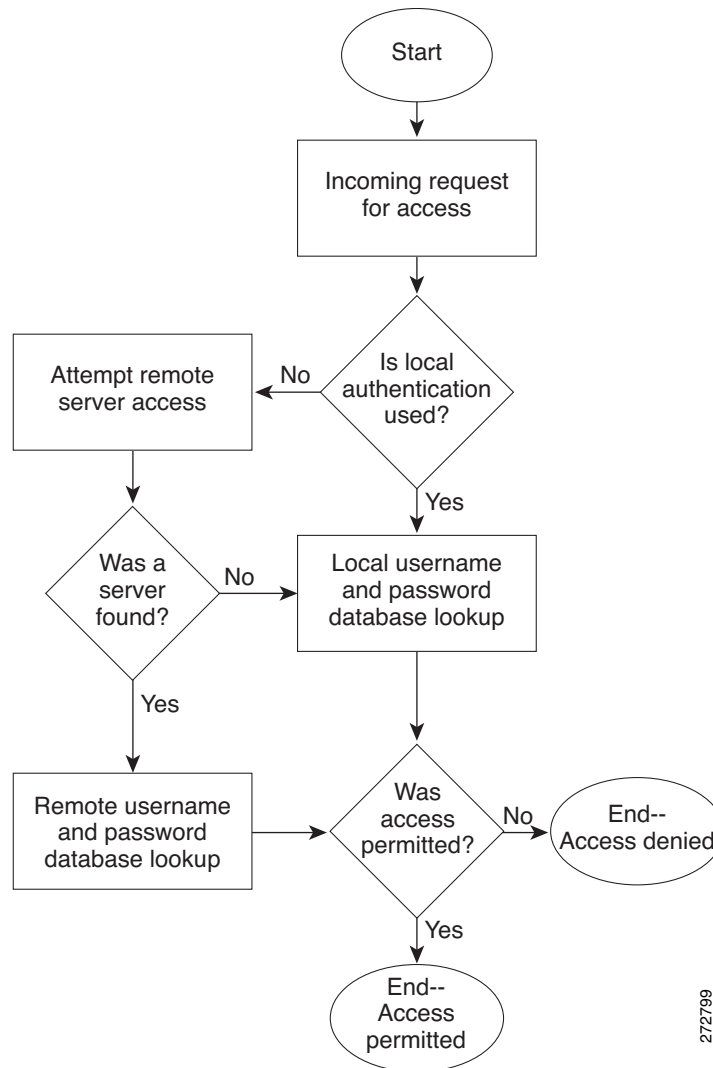 Start
Incoming request
for access
Is local
authentication
used?
No
Attempt remote
server access
Yes
Was a
server
found?
No
Local username
and password
database lookup
Yes
Remote username
and password
database lookup
Was
access
permitted?
No
End--
Access denied
Yes
End--
Access
permitted
272799